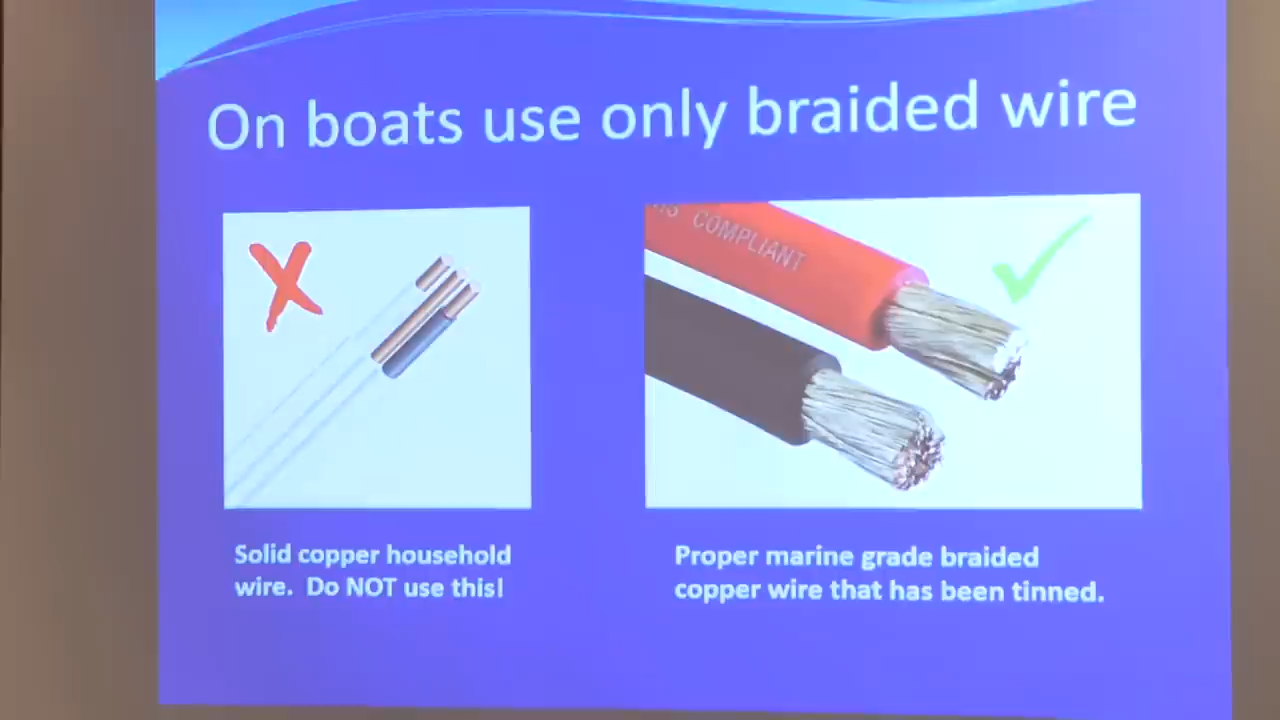 On boats use only braided wire
COMPLIANT
Solid copper household
wire.  Do NOT use this!
Proper marine grade braided
copper wire that has been tinned.